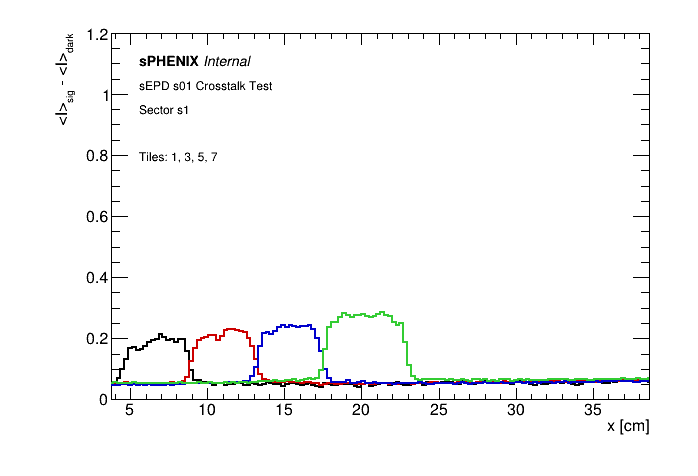 <I>sig - <I>dark
1.2
1
0.8
0.6
0.4
0.2
0
sPHENIX Internal
sEPD s01 Crosstalk Test
Sector s1
Tiles: 1, 3, 5, 7
5 10 15 20 25 30 35
x [cm]